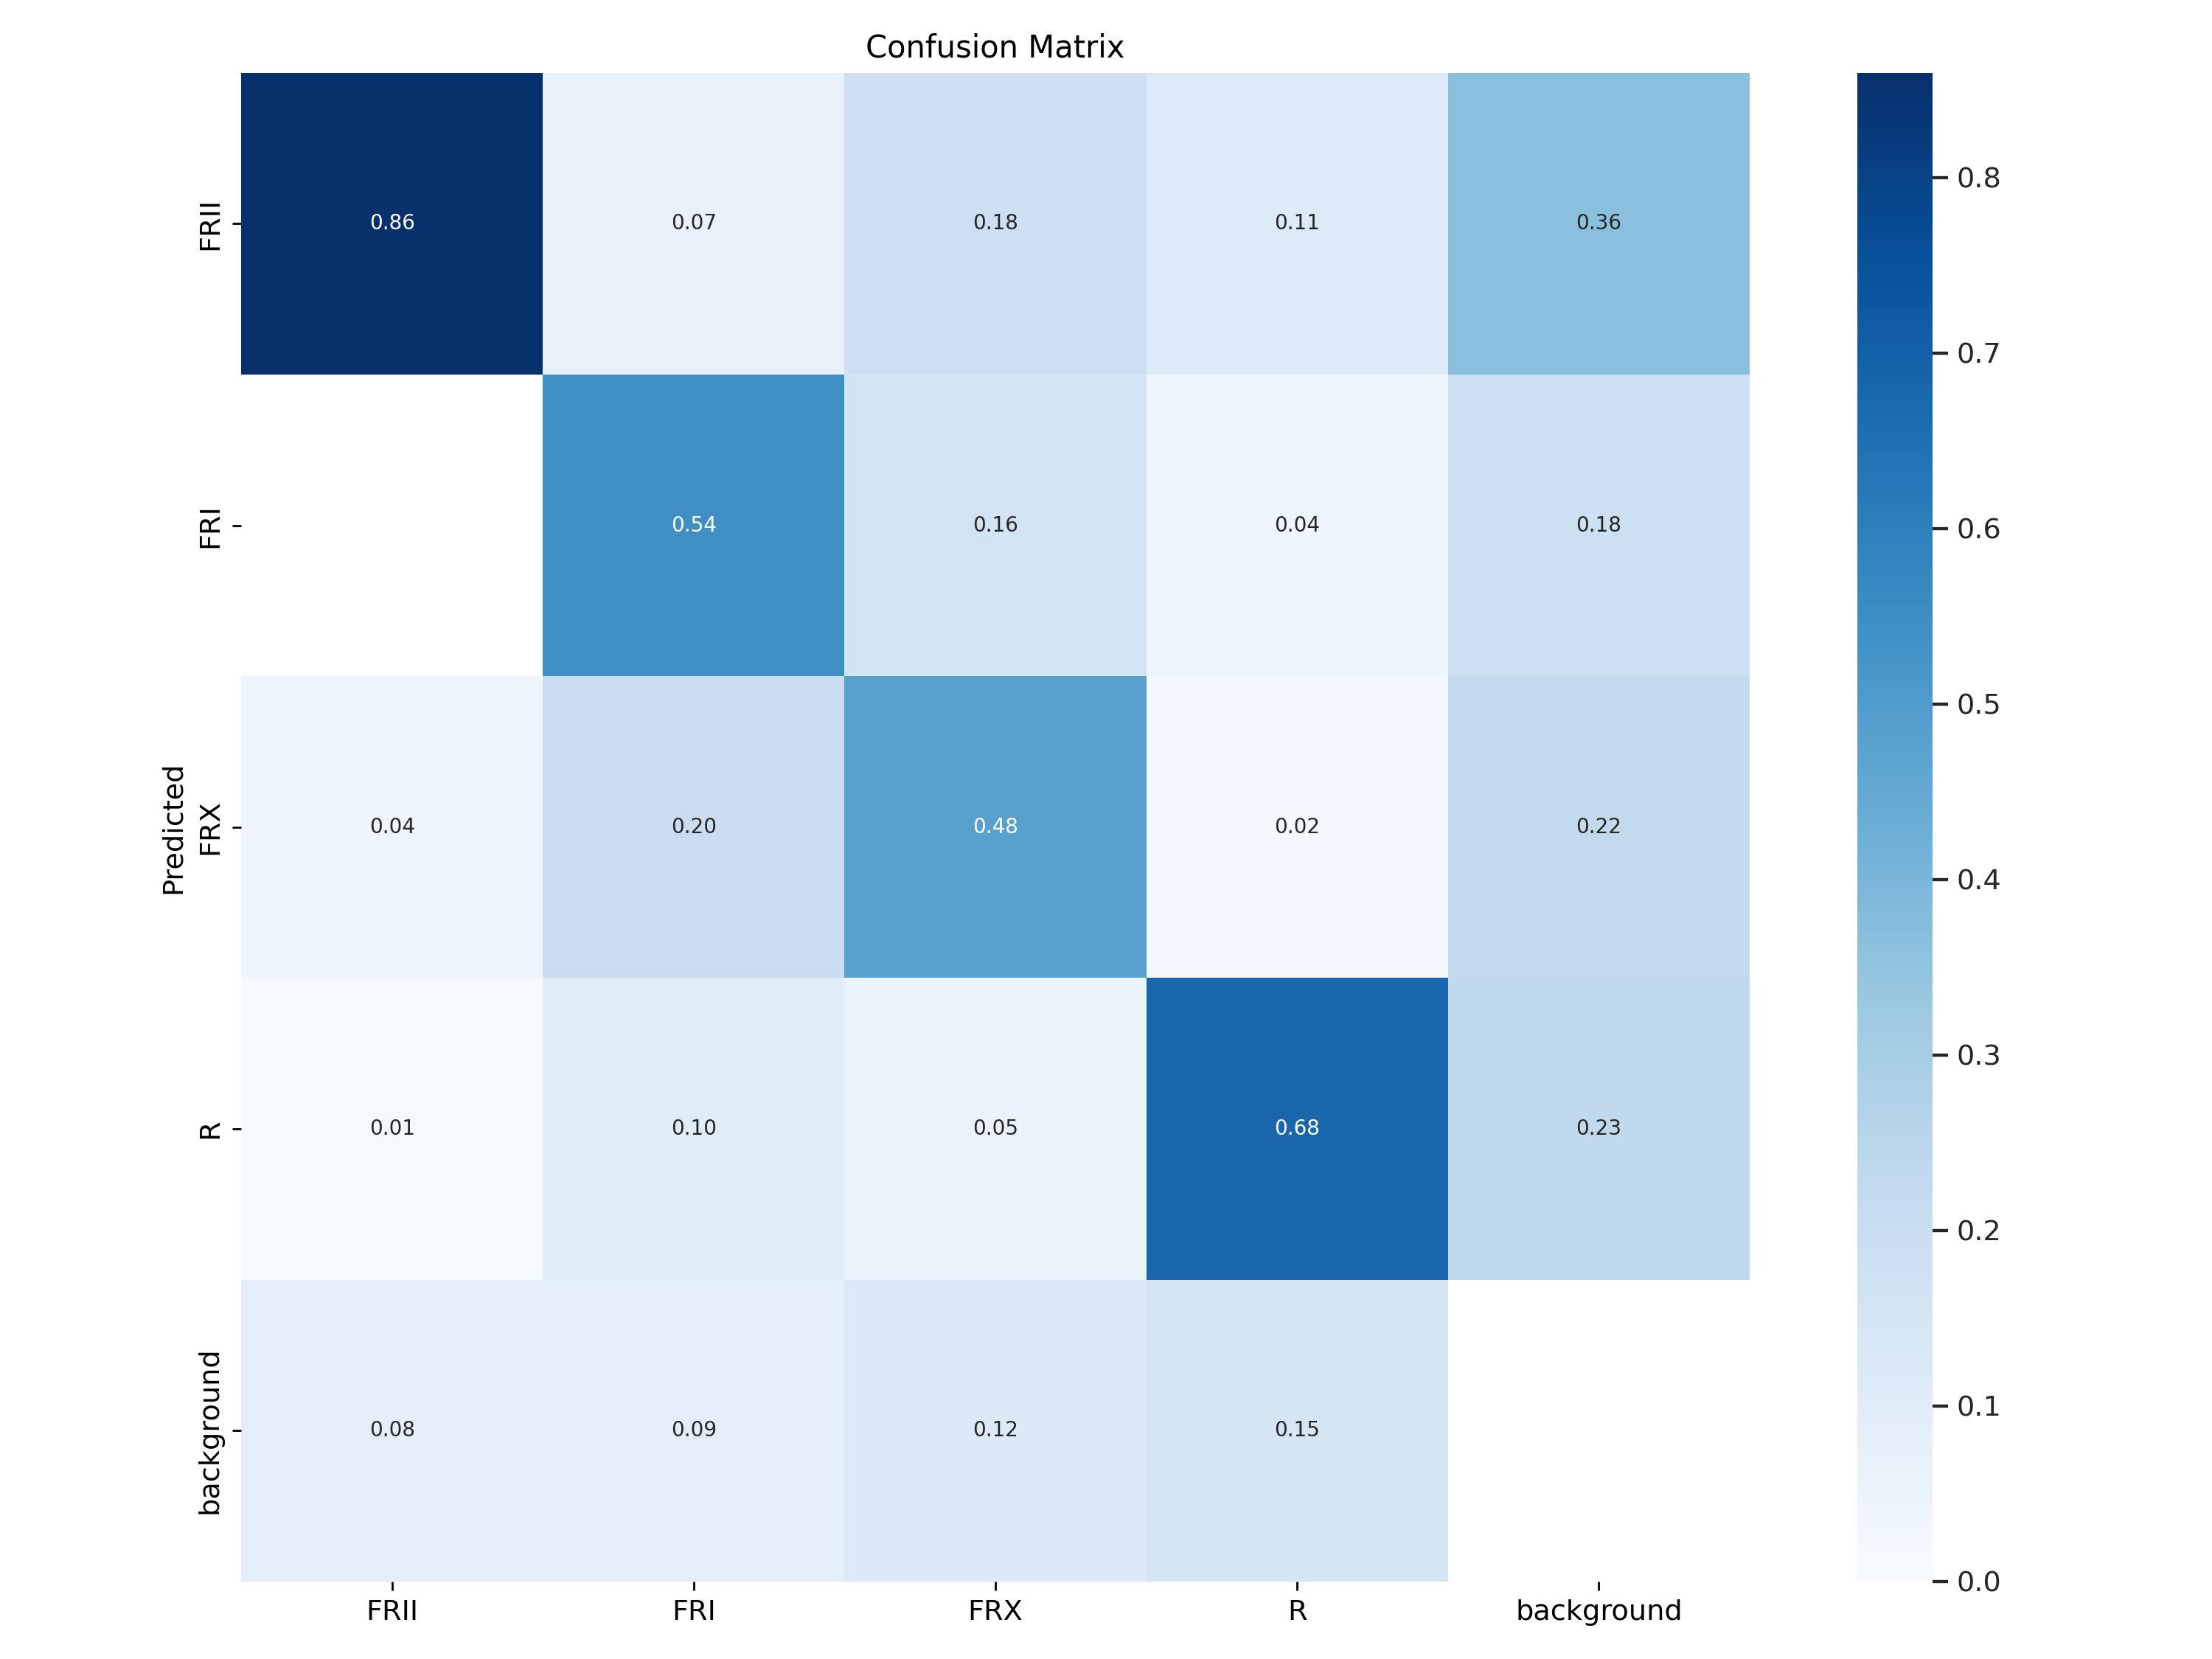 Confusion Matrix
FRII 0.86 0.07 0.18 0.11 0.36
FRI 0.54 0.16 0.04 0.18
Predicted
FRX 0.04 0.20 0.48 0.02 0.22
R 0.01 0.10 0.05 0.68 0.23
background 0.08 0.09 0.12 0.15
FRII FRI FRX R background
0.8
0.7
0.6
0.5
0.4
0.3
0.2
0.1
0.0